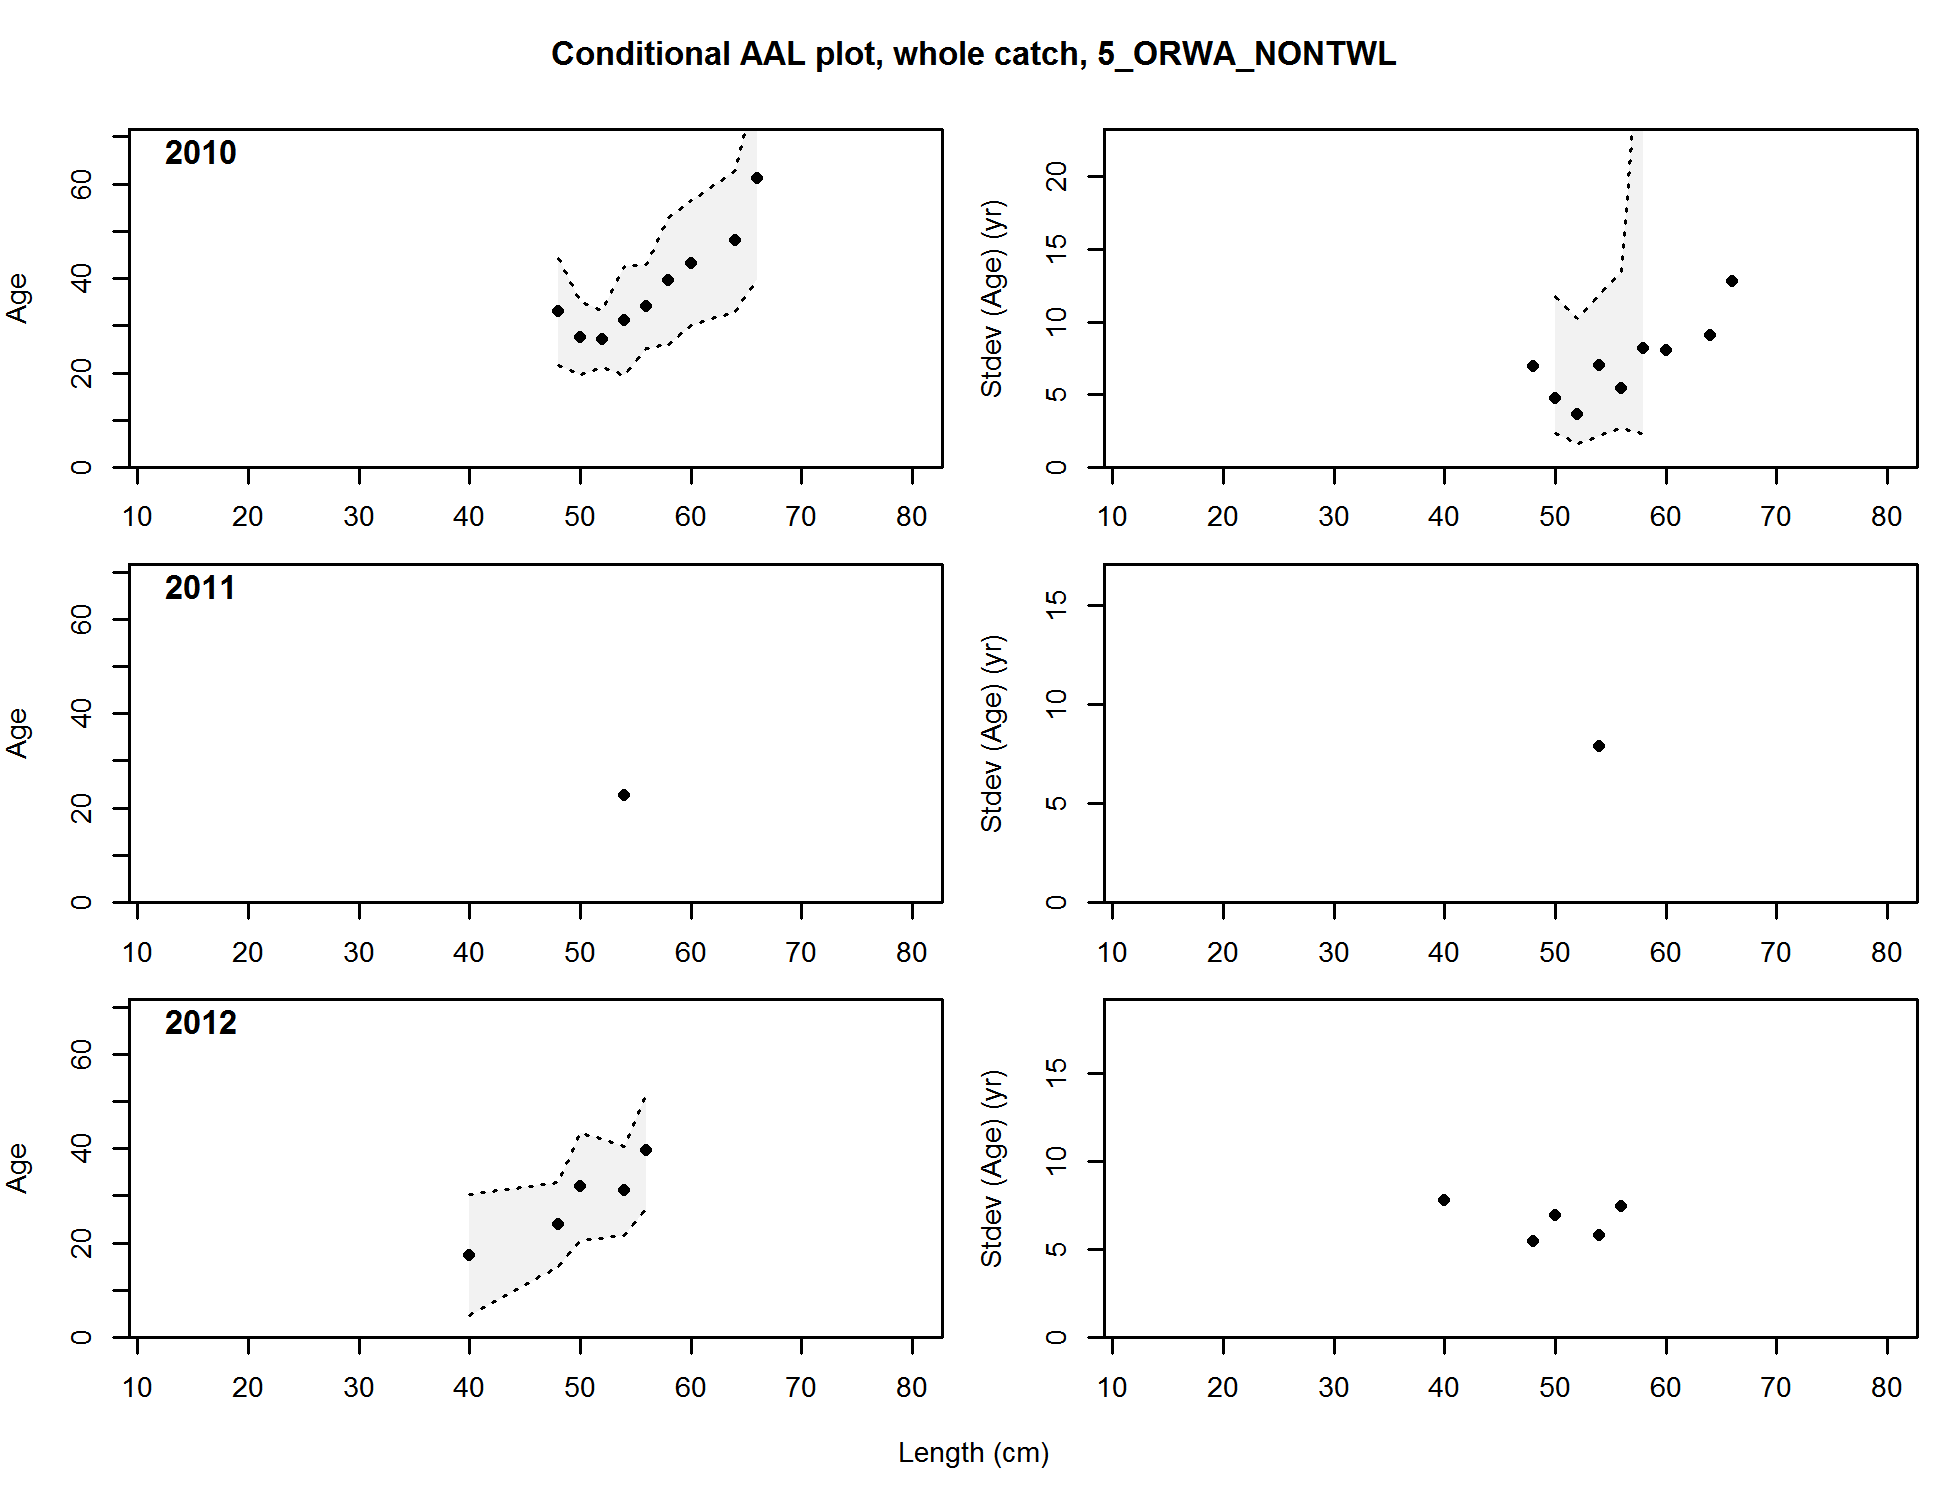 Conditional AAL plot, whole catch, 5_ORWA_NONTWL
2010
Age
0 20 40 60
10 20 30 40 50 60 70 80
Stdev (Age) (yr)
0 5 10 15 20
10 20 30 40 50 60 70 80
2011
Age
0 20 40 60
10 20 30 40 50 60 70 80
Stdev (Age) (yr)
0 5 10 15
10 20 30 40 50 60 70 80
2012
Age
0 20 40 60
10 20 30 40 50 60 70 80
Stdev (Age) (yr)
0 5 10 15
10 20 30 40 50 60 70 80
Length (cm)